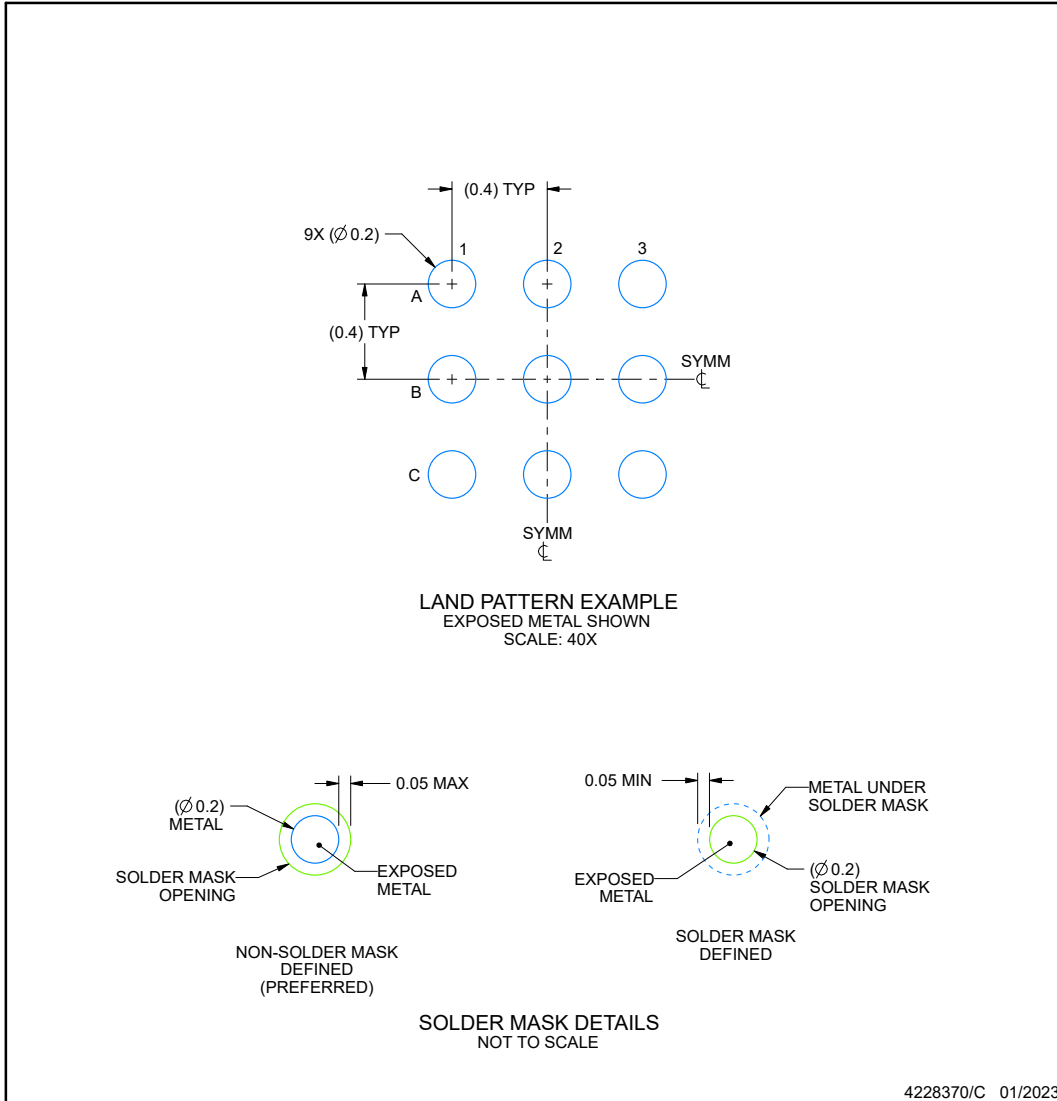 (0.4) TYP
9X (∅ 0.2)
1
2
3
A
(0.4) TYP
SYMM
℄
B
C
SYMM
℄
LAND PATTERN EXAMPLE
EXPOSED METAL SHOWN
SCALE: 40X
0.05 MAX
(∅ 0.2)
METAL
SOLDER MASK
OPENING
EXPOSED
METAL
NON-SOLDER MASK
DEFINED
(PREFERRED)
0.05 MIN
METAL UNDER
SOLDER MASK
EXPOSED
METAL
(∅ 0.2)
SOLDER MASK
OPENING
SOLDER MASK
DEFINED
SOLDER MASK DETAILS
NOT TO SCALE
4228370/C 01/2023